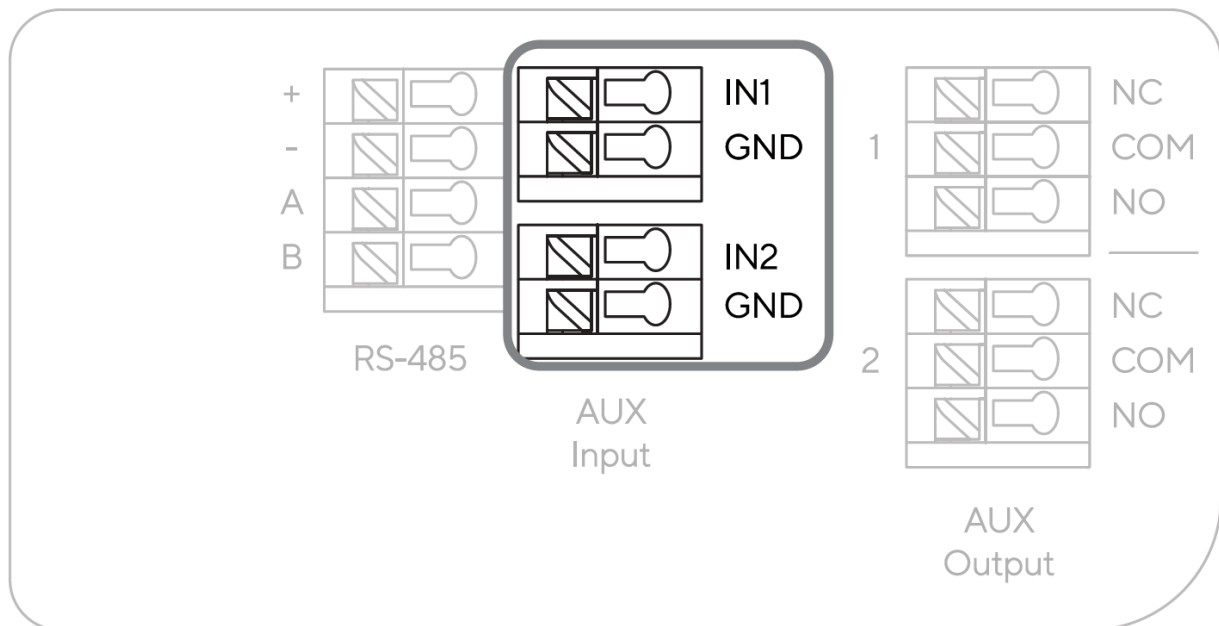 +
-
A
B
RS-485
IN1
GND
IN2
GND
AUX
Input
1
NC
COM
NO
2
NC
COM
NO
AUX
Output